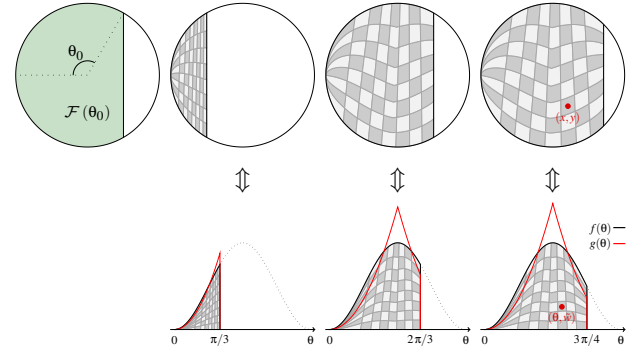 θ₀
ℱ(θ₀)
(x, y)
f(θ)
g(θ)
(θ, w̃)
0 π/3 θ
0 2π/3 θ
0 3π/4 θ